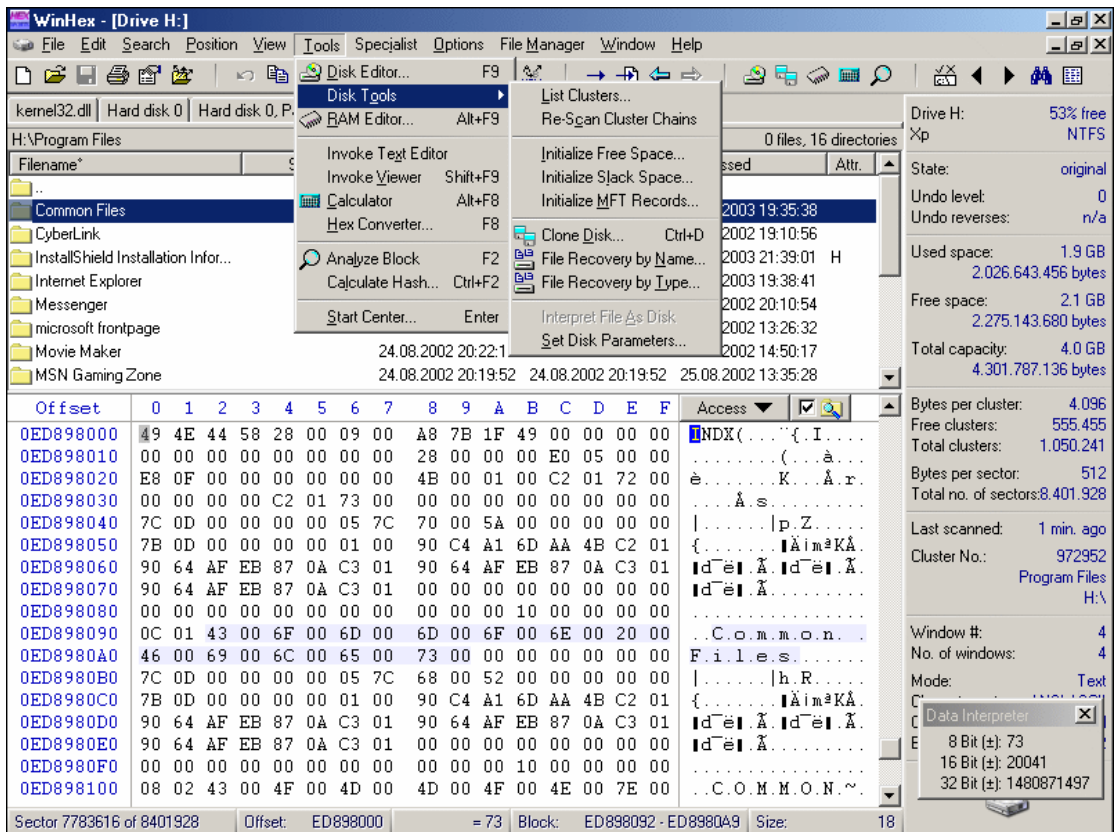 WinHex - [Drive H:]
File Edit Search Position View Tools Specialist Options File Manager Window Help
kernel32.dll Hard disk 0 Hard disk 0, P
H:\Program Files
0 files, 16 directories
Filename
ssed Attr.
..
Common Files
2003 19:35:38
CyberLink
2002 19:10:56
InstallShield Installation Infor...
2003 21:39:01 H
Internet Explorer
2003 19:38:41
Messenger
2002 20:10:54
microsoft frontpage
2002 13:26:32
Movie Maker 24.08.2002 20:22:1
2002 14:50:17
MSN Gaming Zone 24.08.2002 20:19:52 24.08.2002 20:19:52 25.08.2002 13:35:28
Disk Editor... F9
Disk Tools
RAM Editor... Alt+F9
Invoke Text Editor
Invoke Viewer Shift+F9
Calculator Alt+F8
Hex Converter... F8
Analyze Block F2
Calculate Hash... Ctrl+F2
Start Center... Enter
List Clusters...
Re-Scan Cluster Chains
Initialize Free Space...
Initialize Slack Space...
Initialize MFT Records...
Clone Disk... Ctrl+D
File Recovery by Name...
File Recovery by Type...
Interpret File As Disk
Set Disk Parameters...
Offset 0 1 2 3 4 5 6 7 8 9 A B C D E F Access
0ED898000 49 4E 44 58 28 00 09 00 A8 7B 1F 49 00 00 00 00 INDX(...¨{.I....
0ED898010 00 00 00 00 00 00 00 00 28 00 00 00 E0 05 00 00 ........(...à...
0ED898020 E8 0F 00 00 00 00 00 00 4B 00 01 00 C2 01 72 00 è.......K...Â.r.
0ED898030 00 00 00 00 C2 01 73 00 00 00 00 00 00 00 00 00 ....Â.s.........
0ED898040 7C 0D 00 00 00 00 05 7C 70 00 5A 00 00 00 00 00 |......|p.Z.....
0ED898050 7B 0D 00 00 00 00 01 00 90 C4 A1 6D AA 4B C2 01 {.......▮Ä¡mªKÂ.
0ED898060 90 64 AF EB 87 0A C3 01 90 64 AF EB 87 0A C3 01 ▮d¯ë▮.Ã.▮d¯ë▮.Ã.
0ED898070 90 64 AF EB 87 0A C3 01 00 00 00 00 00 00 00 00 ▮d¯ë▮.Ã.........
0ED898080 00 00 00 00 00 00 00 00 00 00 00 10 00 00 00 00 ................
0ED898090 0C 01 43 00 6F 00 6D 00 6D 00 6F 00 6E 00 20 00 ..C.o.m.m.o.n. .
0ED8980A0 46 00 69 00 6C 00 65 00 73 00 00 00 00 00 00 00 F.i.l.e.s.......
0ED8980B0 7C 0D 00 00 00 00 05 7C 68 00 52 00 00 00 00 00 |......|h.R.....
0ED8980C0 7B 0D 00 00 00 00 01 00 90 C4 A1 6D AA 4B C2 01 {.......▮Ä¡mªKÂ.
0ED8980D0 90 64 AF EB 87 0A C3 01 90 64 AF EB 87 0A C3 01 ▮d¯ë▮.Ã.▮d¯ë▮.Ã.
0ED8980E0 90 64 AF EB 87 0A C3 01 00 00 00 00 00 00 00 00 ▮d¯ë▮.Ã.........
0ED8980F0 00 00 00 00 00 00 00 00 00 00 00 10 00 00 00 00 ................
0ED898100 08 02 43 00 4F 00 4D 00 4D 00 4F 00 4E 00 7E 00 ..C.O.M.M.O.N.~.
Drive H: 53% free
Xp NTFS
State: original
Undo level: 0
Undo reverses: n/a
Used space: 1.9 GB
2.026.643.456 bytes
Free space: 2.1 GB
2.275.143.680 bytes
Total capacity: 4.0 GB
4.301.787.136 bytes
Bytes per cluster: 4.096
Free clusters: 555.455
Total clusters: 1.050.241
Bytes per sector: 512
Total no. of sectors:8.401.928
Last scanned: 1 min. ago
Cluster No.: 972952
Program Files
H:\
Window #: 4
No. of windows: 4
Mode: Text
Data Interpreter
8 Bit (±): 73
16 Bit (±): 20041
32 Bit (±): 1480871497
Sector 7783616 of 8401928 Offset: ED898000 = 73 Block: ED898092 - ED8980A9 Size: 18